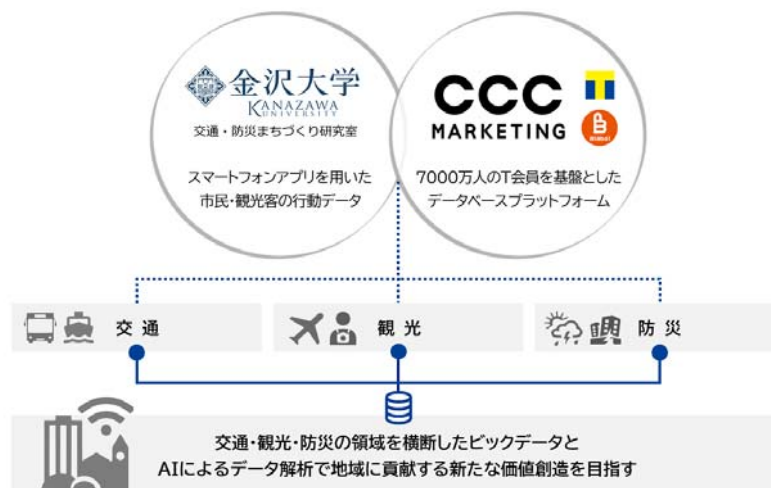 金沢大学
KANAZAWA
UNIVERSITY
交通・防災まちづくり研究室
スマートフォンアプリを用いた
市民・観光客の行動データ
CCC
MARKETING
T
7000万人のT会員を基盤とした
データベースプラットフォーム
交通
観光
防災
交通・観光・防災の領域を横断したビックデータと
AIによるデータ解析で地域に貢献する新たな価値創造を目指す